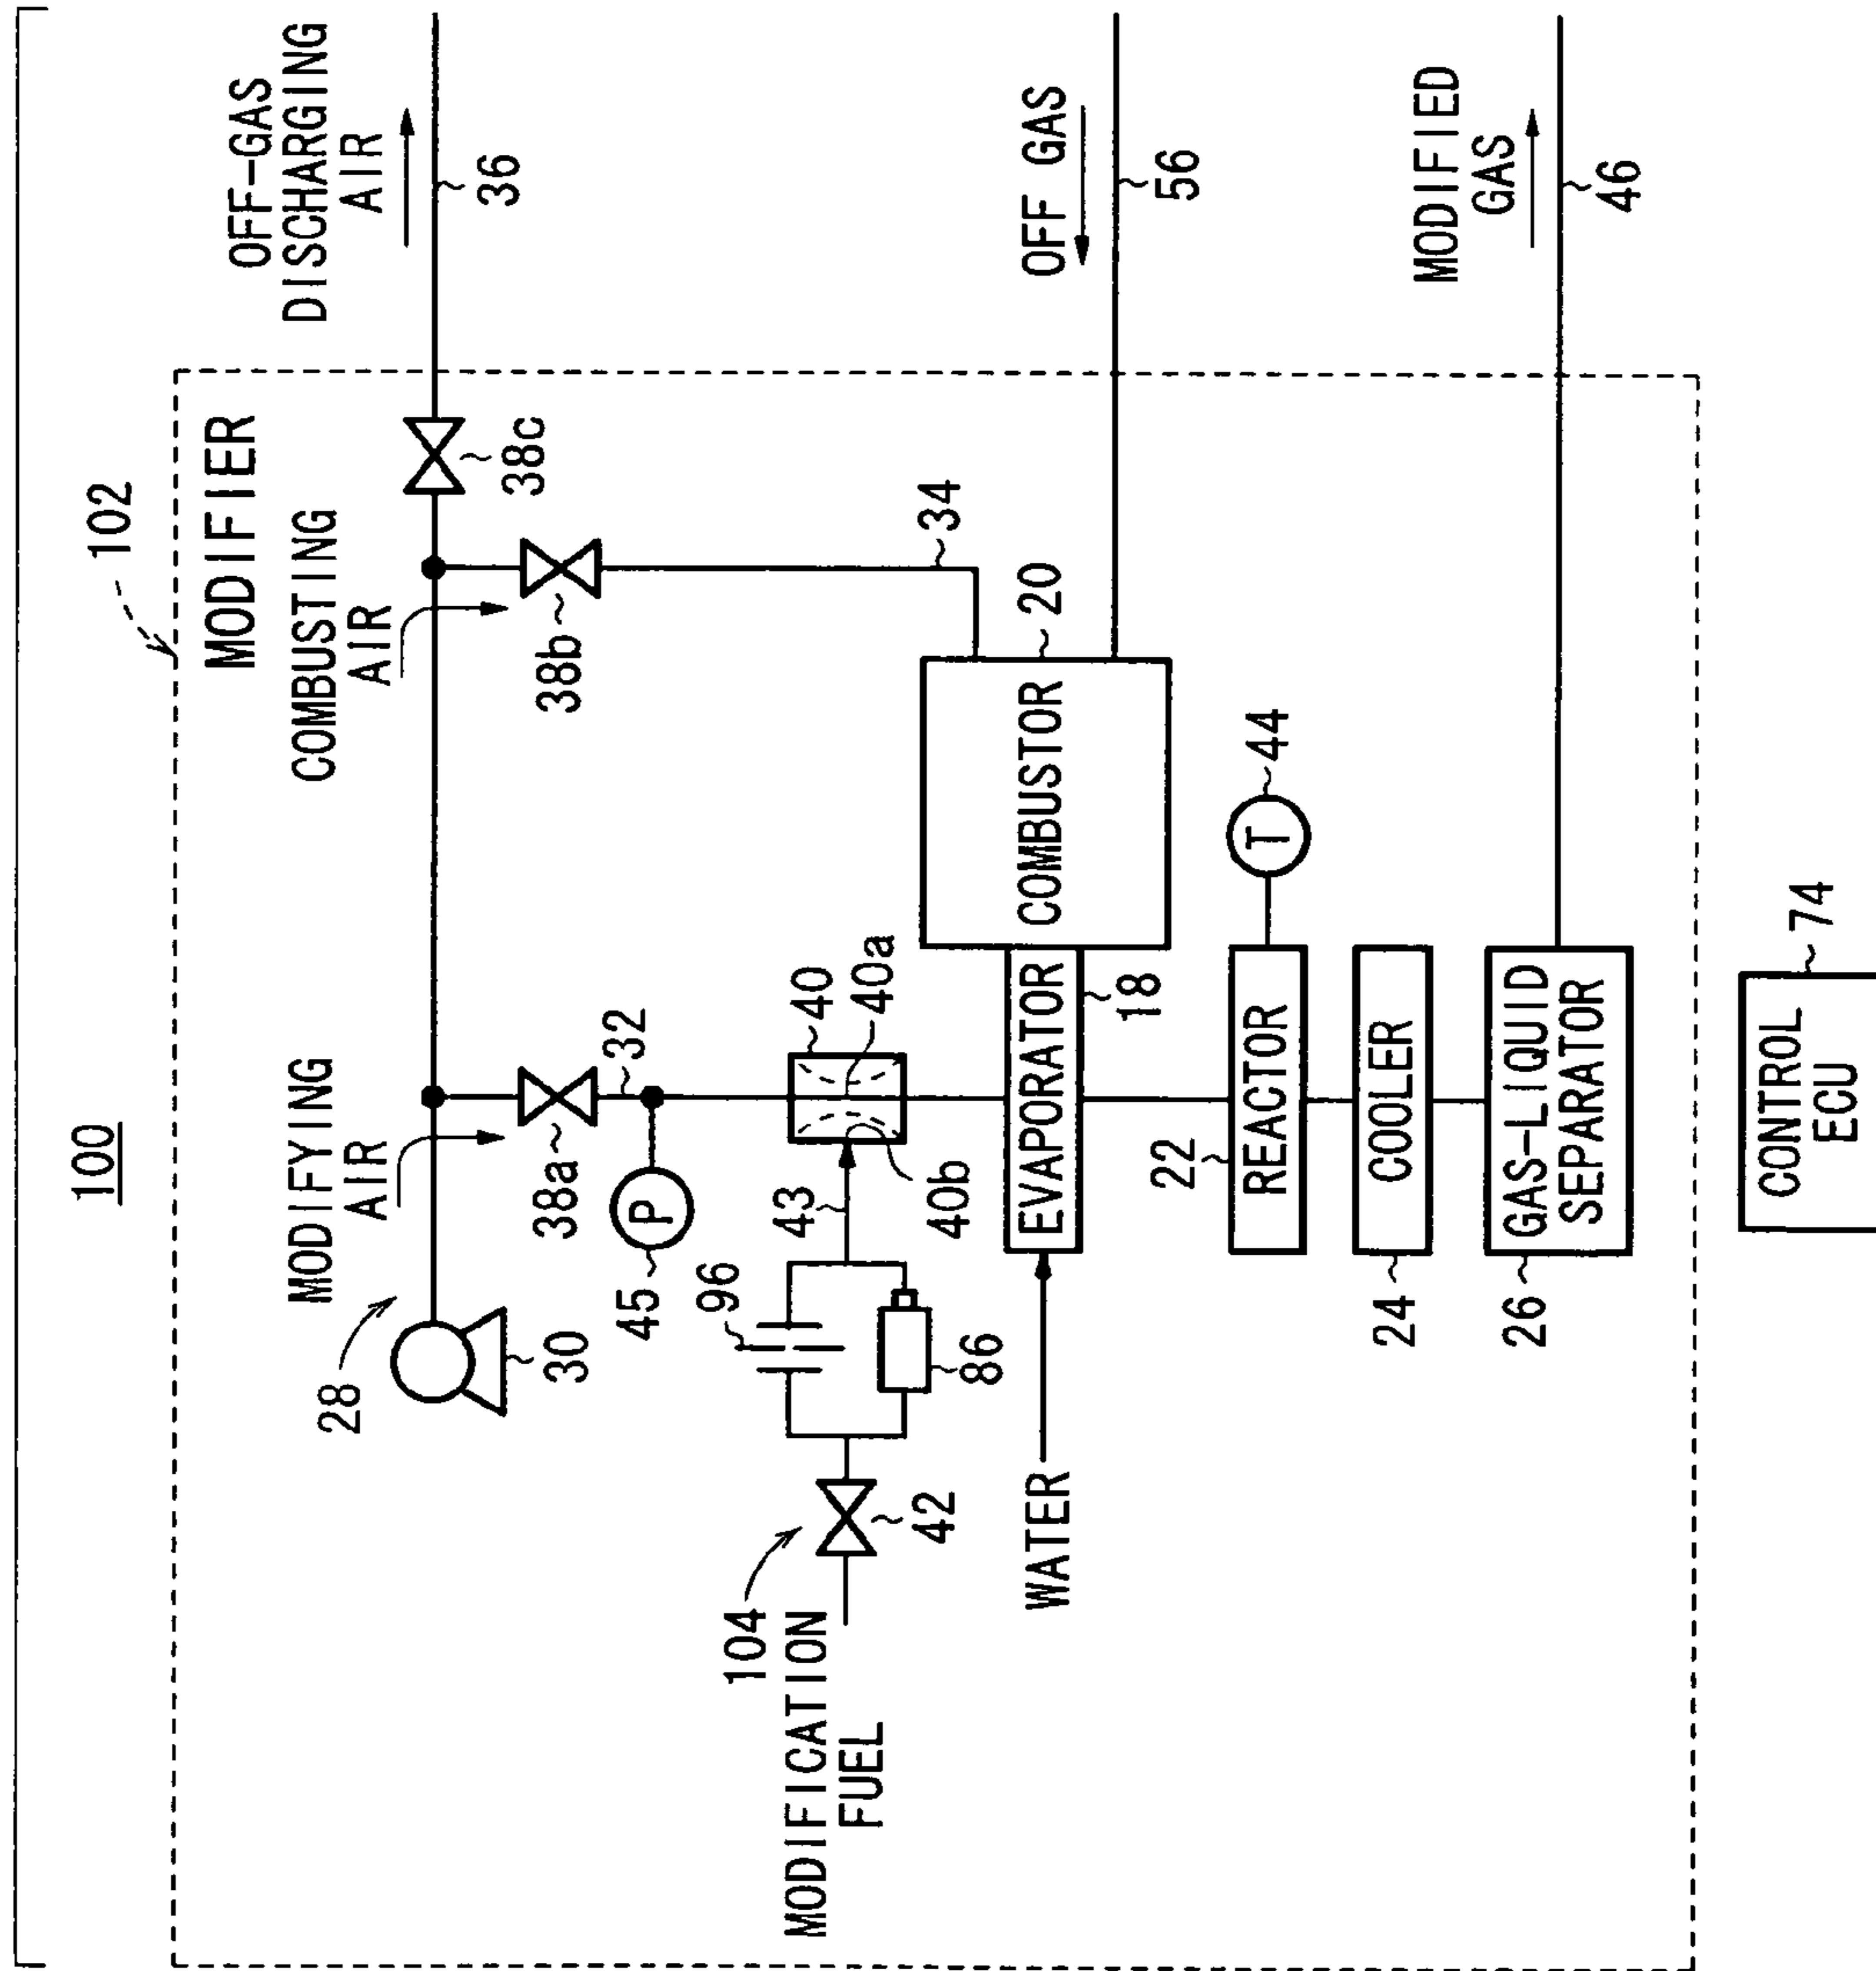 100
102
MODIFIER
OFF-GAS
DISCHARGING
AIR
36
28
30
MODIFYING
AIR
COMBUSTING
AIR
38c
38a
32
38b
45
P
34
104
42
96
86
43
40
40a
40b
MODIFICATION
FUEL
WATER
EVAPORATOR
18
COMBUSTOR
20
OFF GAS
56
22
REACTOR
T
44
24
COOLER
26
GAS-LIQUID
SEPARATOR
MODIFIED
GAS
46
CONTROL
ECU
74